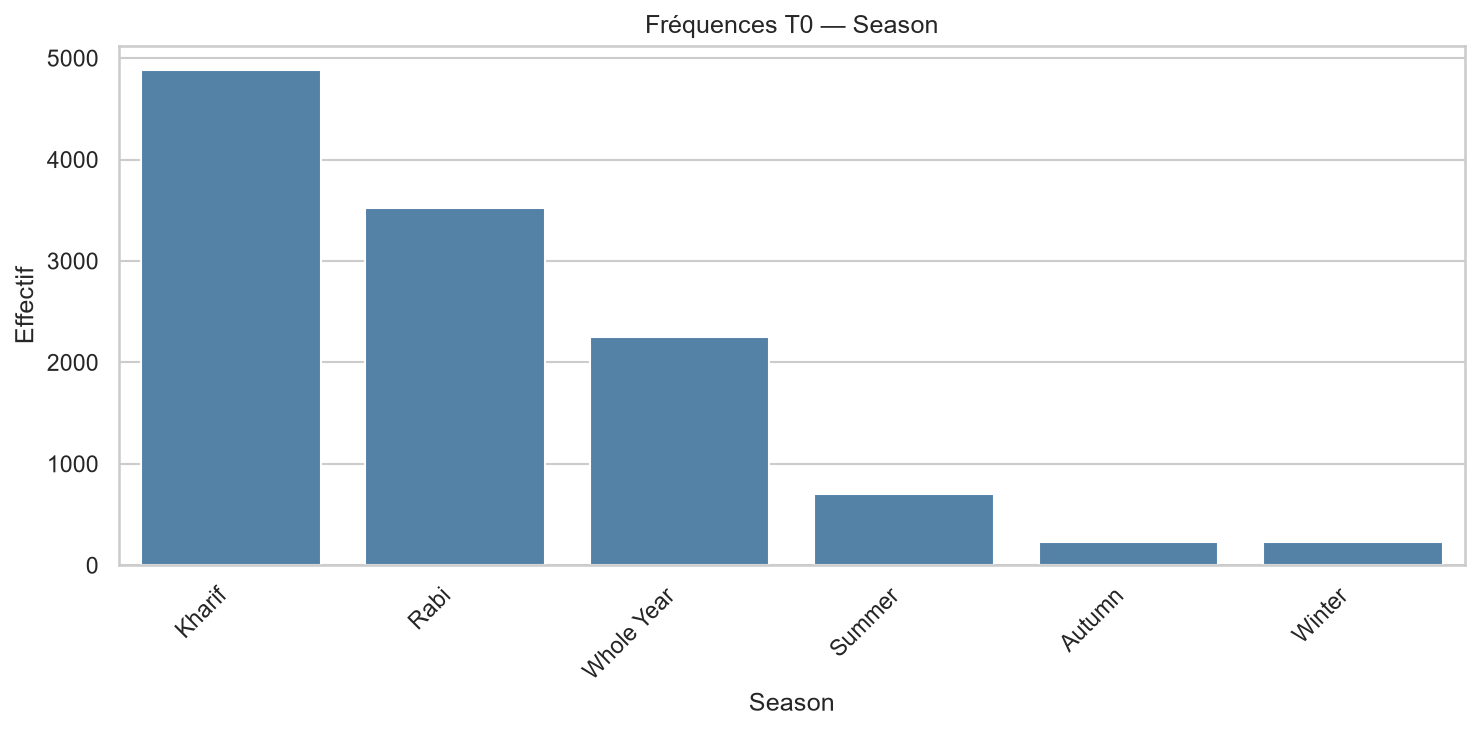 Fréquences T0 — Season
Effectif
5000
4000
3000
2000
1000
0
Kharif
Rabi
Whole Year
Summer
Autumn
Winter
Season